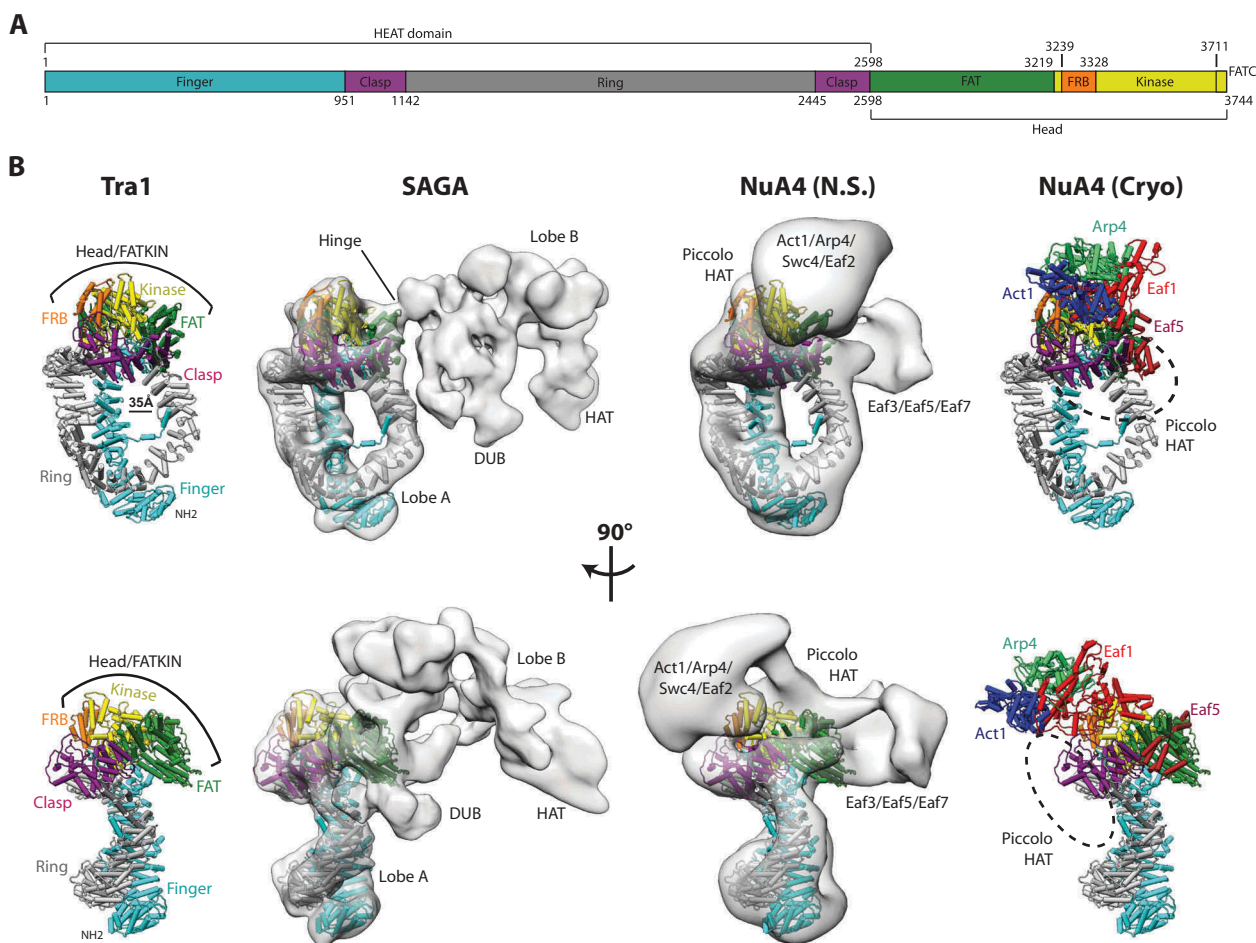 A
HEAT domain
1
2598
3219
3239
3328
3711
FATC
Finger
Clasp
Ring
Clasp
FAT
FRB
Kinase
1
951
1142
2445
2598
3744
Head
B
Tra1
SAGA
NuA4 (N.S.)
NuA4 (Cryo)
Head/FATKIN
Kinase
FRB
FAT
Clasp
35Å
Ring
Finger
NH2
Hinge
Lobe B
HAT
DUB
Lobe A
Piccolo
HAT
Act1/Arp4/
Swc4/Eaf2
Eaf3/Eaf5/Eaf7
Arp4
Act1
Eaf1
Eaf5
Piccolo
HAT
90°
Head/FATKIN
Kinase
FRB
Clasp
FAT
Ring
Finger
NH2
Lobe B
DUB
HAT
Lobe A
Act1/Arp4/
Swc4/Eaf2
Piccolo
HAT
Eaf3/Eaf5/Eaf7
Arp4
Eaf1
Eaf5
Act1
Piccolo
HAT